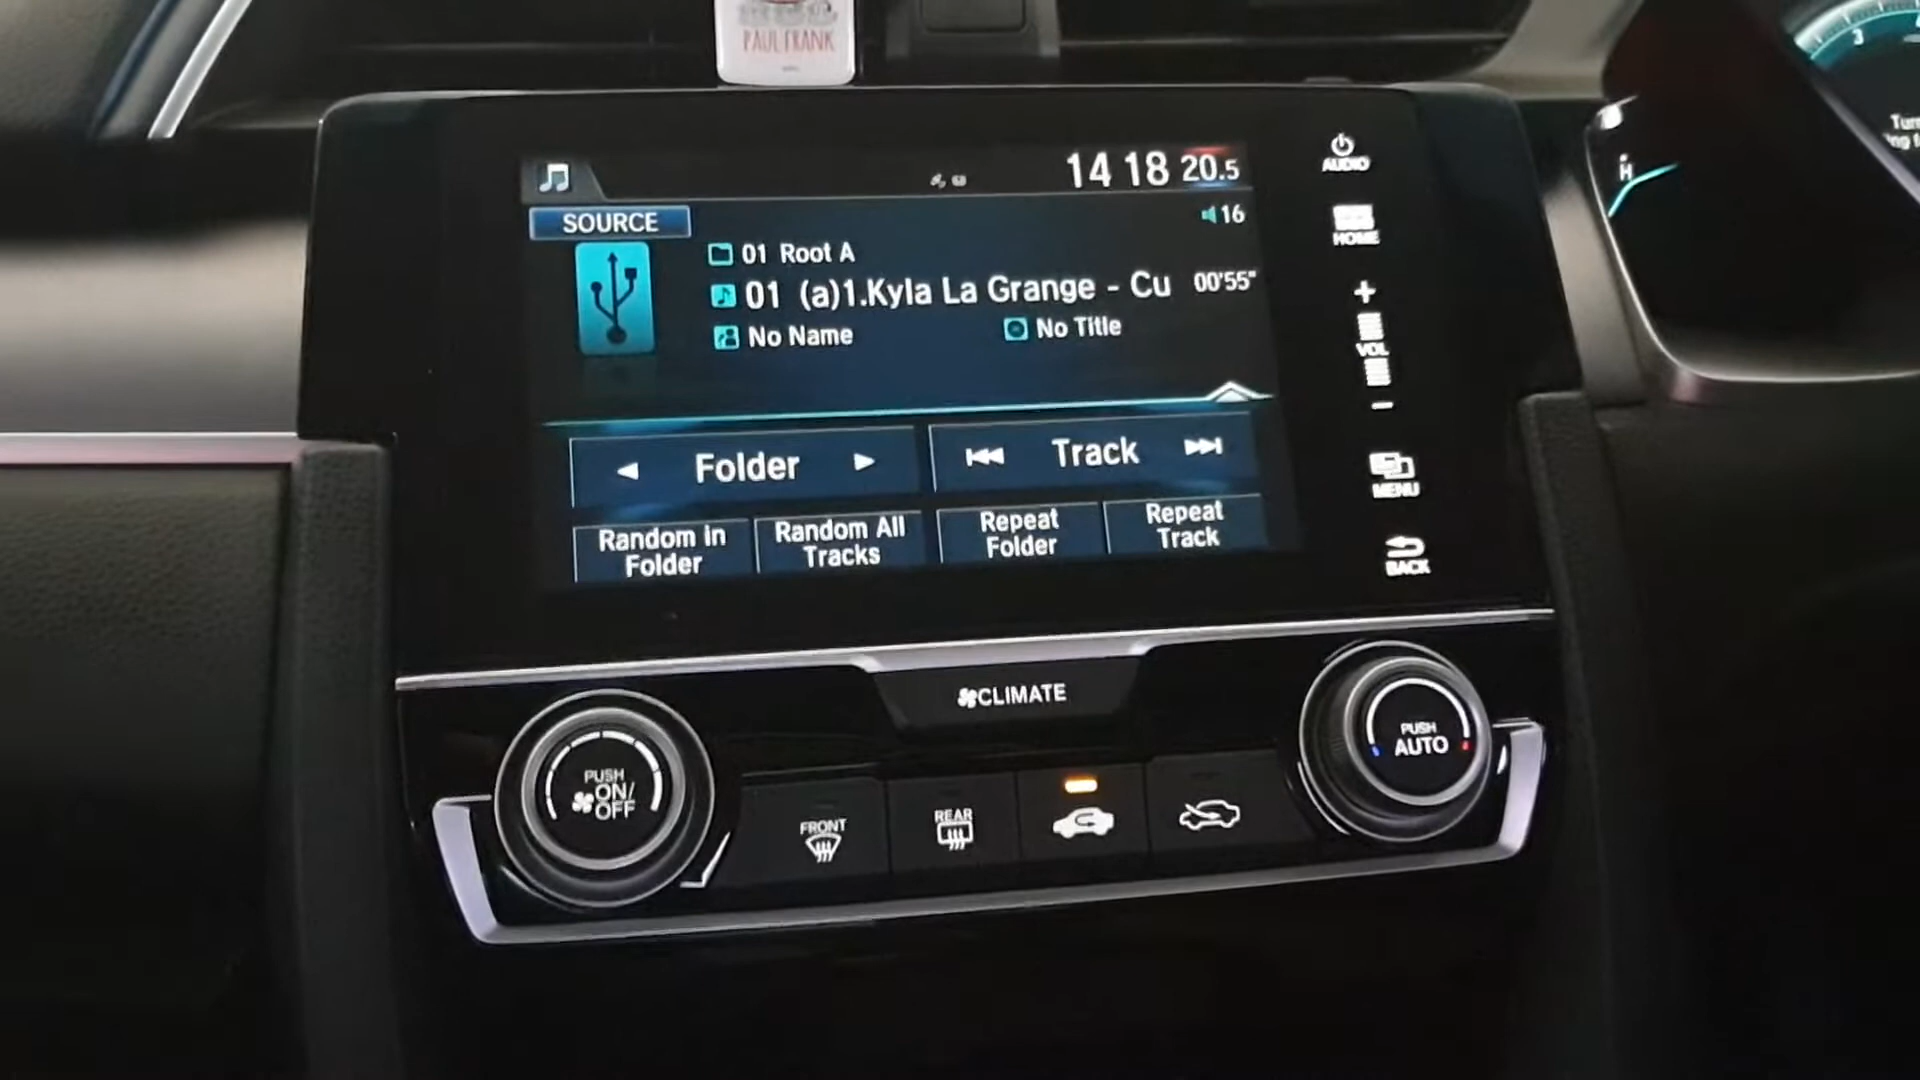 PAUL FRANK
3
14 18 20.5
AUDIO
SOURCE
16
HOME
01 Root A
01 (a)1.Kyla La Grange - Cu 00'55"
No Name
No Title
+
VOL
−
Folder
Track
MENU
Random in
Folder
Random All
Tracks
Repeat
Folder
Repeat
Track
BACK
H
CLIMATE
PUSH
ON/
OFF
FRONT
REAR
PUSH
AUTO